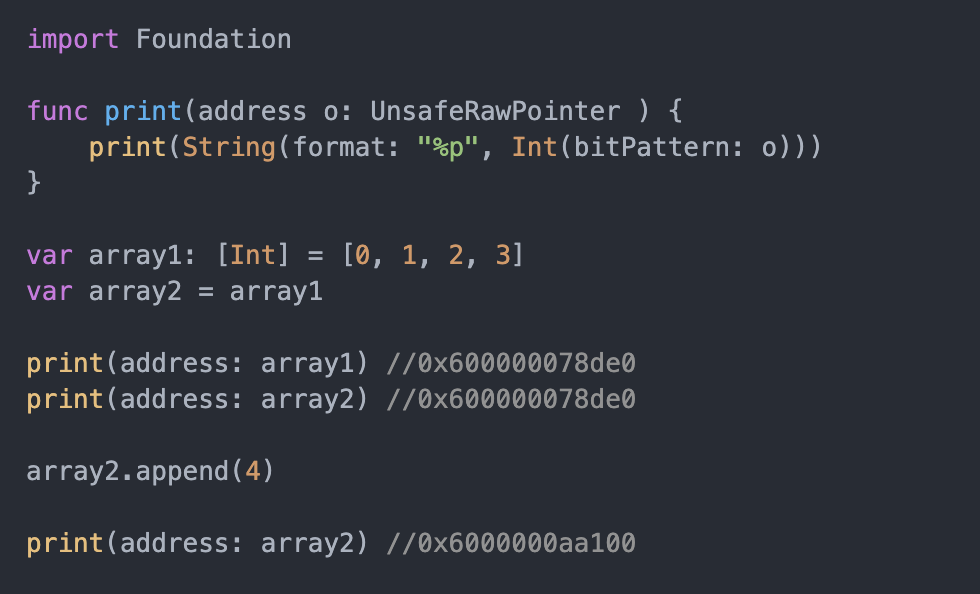 import Foundation
func print(address o: UnsafeRawPointer ) {
    print(String(format: "%p", Int(bitPattern: o)))
}
var array1: [Int] = [0, 1, 2, 3]
var array2 = array1
print(address: array1) //0x600000078de0
print(address: array2) //0x600000078de0
array2.append(4)
print(address: array2) //0x6000000aa100